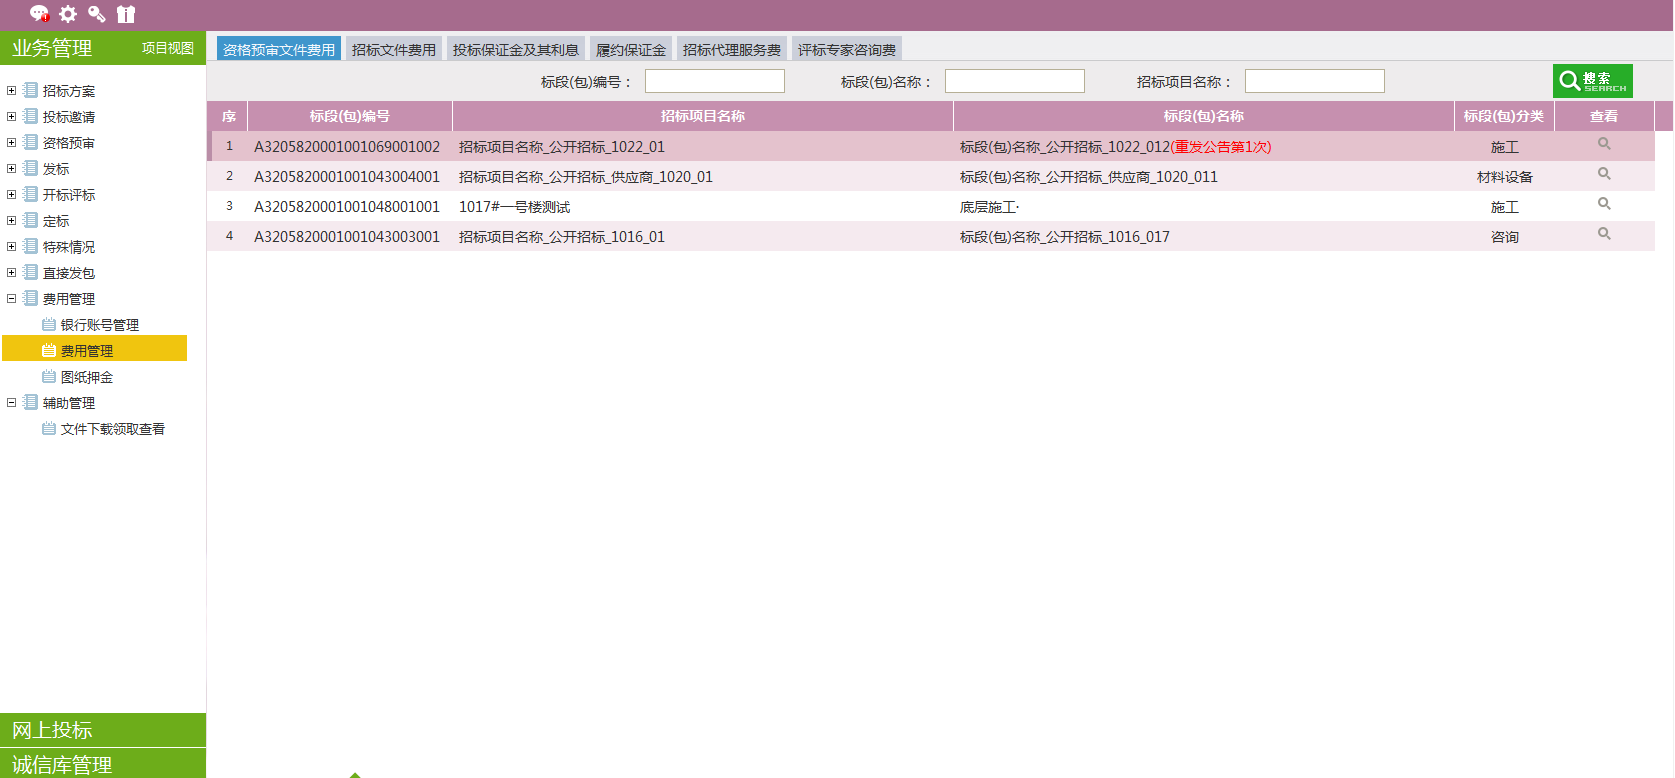 业务管理 项目视图
招标方案
投标邀请
资格预审
发标
开标评标
定标
特殊情况
直接发包
费用管理
银行账号管理
费用管理
图纸押金
辅助管理
文件下载领取查看
网上投标
诚信库管理
资格预审文件费用 招标文件费用 投标保证金及其利息 履约保证金 招标代理服务费 评标专家咨询费
标段(包)编号： 标段(包)名称： 招标项目名称： 搜索
SEARCH
序 标段(包)编号 招标项目名称 标段(包)名称 标段(包)分类 查看
1 A3205820001001069001002 招标项目名称_公开招标_1022_01 标段(包)名称_公开招标_1022_012(重发公告第1次) 施工
2 A3205820001001043004001 招标项目名称_公开招标_供应商_1020_01 标段(包)名称_公开招标_供应商_1020_011 材料设备
3 A3205820001001048001001 1017#一号楼测试 底层施工· 施工
4 A3205820001001043003001 招标项目名称_公开招标_1016_01 标段(包)名称_公开招标_1016_017 咨询